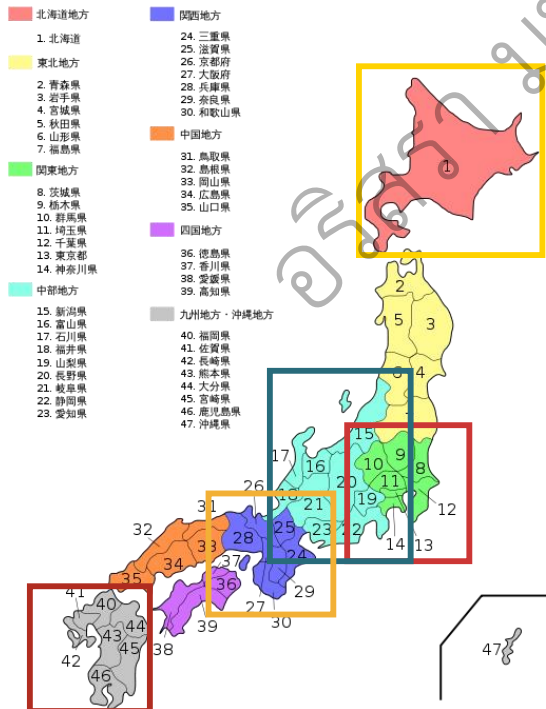 北海道地方
1. 北海道
東北地方
2. 青森県
3. 岩手県
4. 宮城県
5. 秋田県
6. 山形県
7. 福島県
関東地方
8. 茨城県
9. 栃木県
10. 群馬県
11. 埼玉県
12. 千葉県
13. 東京都
14. 神奈川県
中部地方
15. 新潟県
16. 富山県
17. 石川県
18. 福井県
19. 山梨県
20. 長野県
21. 岐阜県
22. 静岡県
23. 愛知県
関西地方
24. 三重県
25. 滋賀県
26. 京都府
27. 大阪府
28. 兵庫県
29. 奈良県
30. 和歌山県
中国地方
31. 鳥取県
32. 島根県
33. 岡山県
34. 広島県
35. 山口県
四国地方
36. 徳島県
37. 香川県
38. 愛媛県
39. 高知県
九州地方・沖縄地方
40. 福岡県
41. 佐賀県
42. 長崎県
43. 熊本県
44. 大分県
45. 宮崎県
46. 鹿児島県
47. 沖縄県
1
2
5
3
6
4
15
17
16
10
9
8
20
11
26
18
21
19
12
31
25
23
22
14
13
32
28
33
24
34
37
35
36
29
41
40
27
30
44
39
43
42
45
38
46
47